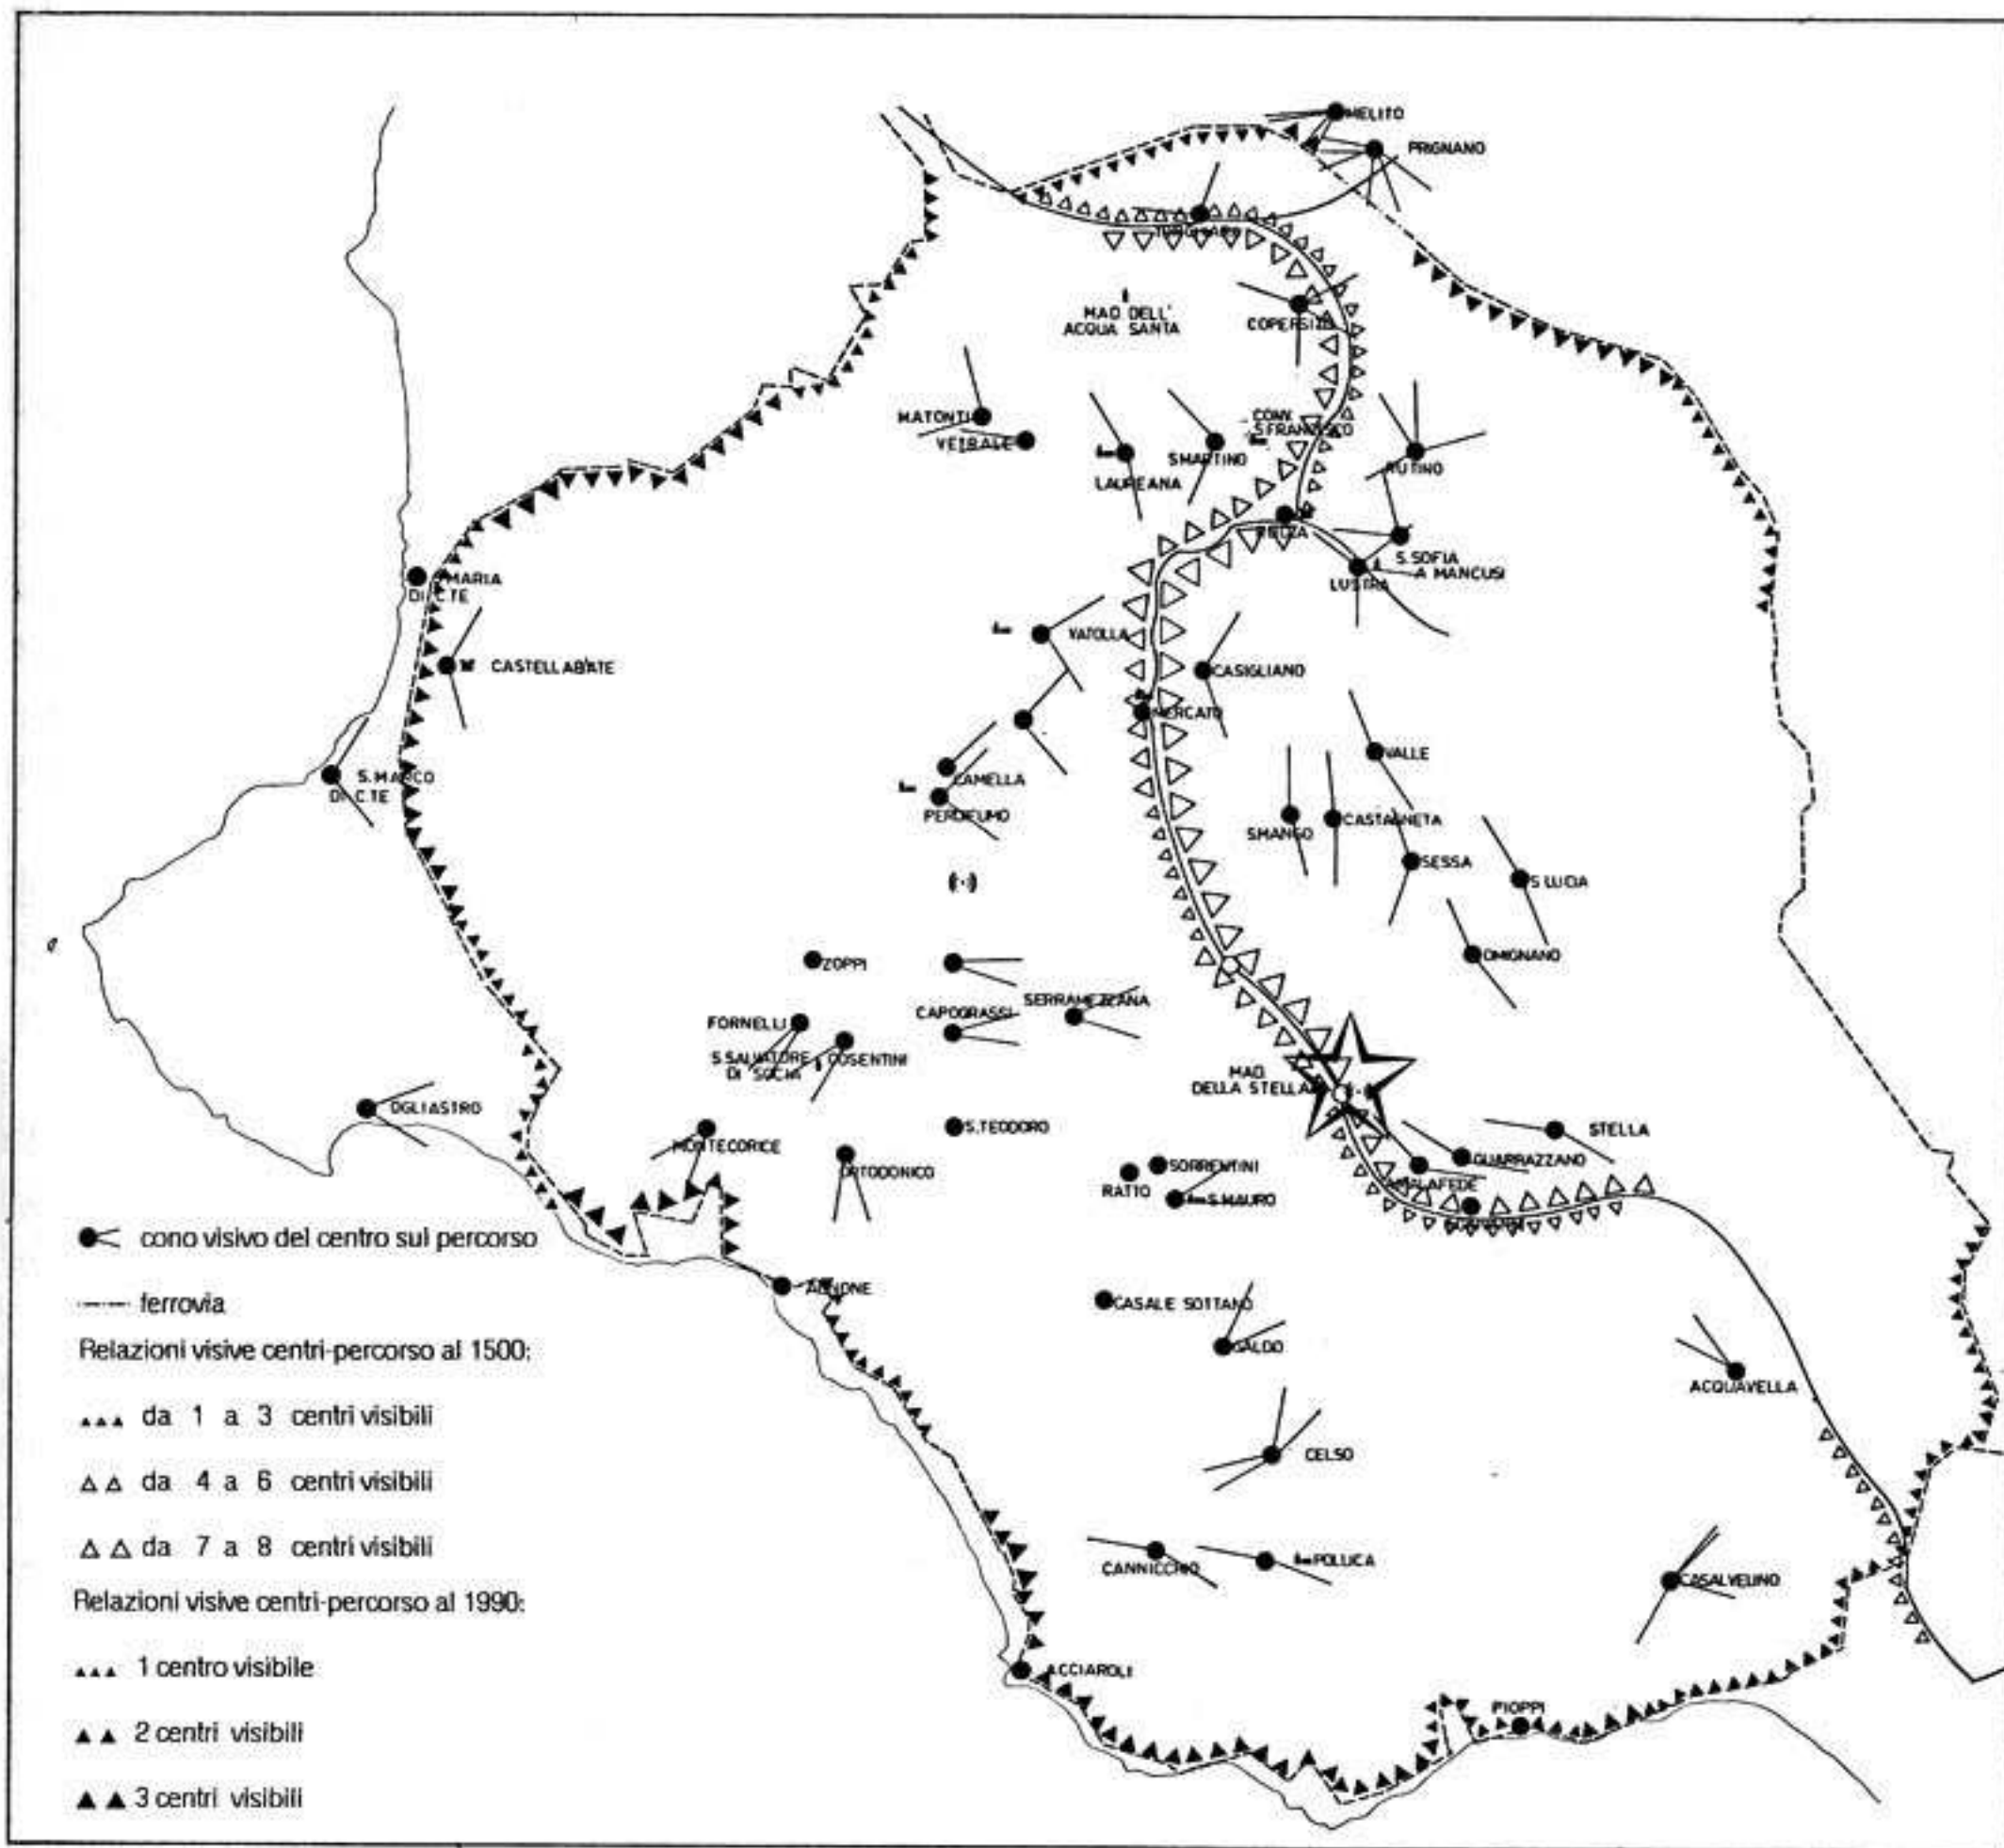 MELITO
PRIGNANO
MAD. DELL'
ACQUA SANTA
COPERSITO
MATONTI
VETRALE
LAUREANA
S.MARTINO
CONV.
S.FRANCISCO
RUTINO
S. SOFIA
A MANCUSI
LUSTRA
MARIA
DI C.TE
CASTELLABATE
VATOLLA
CASIGLIANO
MERCATO
S. MARCO
DI C.TE
CAMELLA
PERDIFUMO
VALLE
S.MANGO
CASTAGNETA
SESSA
S.LUCIA
OMIGNANO
ZOPPI
FORNELLI
S.SALVATORE
DI SOCIA
COSENTINI
CAPOGRASSI
SERRAMEZZANA
MAD.
DELLA STELLA
OGLIASTRO
MONTECORICE
ORTODONICO
S.TEODORO
SORRENTINI
RATTO
S.MAURO
STELLA
GUARRAZZANO
AMALAFEDE
AGNONE
CASALE SOTTANO
GALDO
ACQUAVELLA
CELSO
CANNICCHIO
POLLICA
CASALVELINO
ACCIAROLI
PIOPPI
cono visivo del centro sul percorso
ferrovia
Relazioni visive centri-percorso al 1500:
da 1 a 3 centri visibili
da 4 a 6 centri visibili
da 7 a 8 centri visibili
Relazioni visive centri-percorso al 1990:
1 centro visibile
2 centri visibili
3 centri visibili